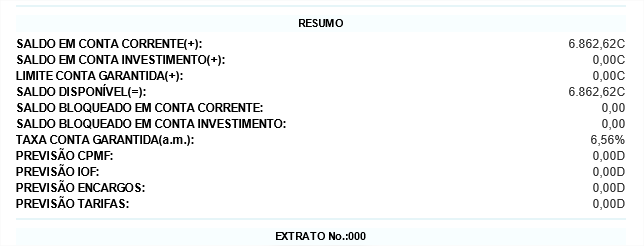 RESUMO
SALDO EM CONTA CORRENTE(+): 6.862,62C
SALDO EM CONTA INVESTIMENTO(+): 0,00C
LIMITE CONTA GARANTIDA(+): 0,00C
SALDO DISPONÍVEL(=): 6.862,62C
SALDO BLOQUEADO EM CONTA CORRENTE: 0,00
SALDO BLOQUEADO EM CONTA INVESTIMENTO: 0,00
TAXA CONTA GARANTIDA(a.m.): 6,56%
PREVISÃO CPMF: 0,00D
PREVISÃO IOF: 0,00D
PREVISÃO ENCARGOS: 0,00D
PREVISÃO TARIFAS: 0,00D
EXTRATO No.:000